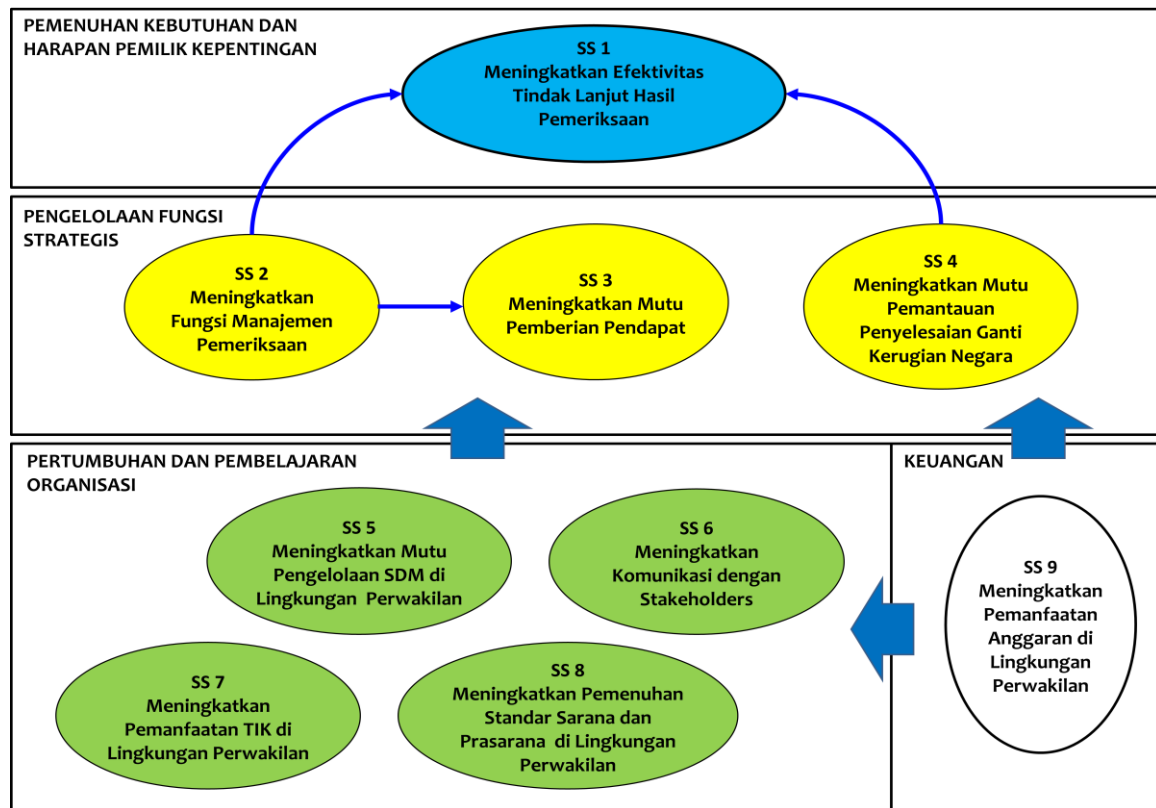 PEMENUHAN KEBUTUHAN DAN
HARAPAN PEMILIK KEPENTINGAN
SS 1
Meningkatkan Efektivitas
Tindak Lanjut Hasil
Pemeriksaan
PENGELOLAAN FUNGSI
STRATEGIS
SS 2
Meningkatkan
Fungsi Manajemen
Pemeriksaan
SS 3
Meningkatkan Mutu
Pemberian Pendapat
SS 4
Meningkatkan Mutu
Pemantauan
Penyelesaian Ganti
Kerugian Negara
PERTUMBUHAN DAN PEMBELAJARAN
ORGANISASI
SS 5
Meningkatkan Mutu
Pengelolaan SDM di
Lingkungan Perwakilan
SS 6
Meningkatkan
Komunikasi dengan
Stakeholders
SS 7
Meningkatkan
Pemanfaatan TIK di
Lingkungan Perwakilan
SS 8
Meningkatkan Pemenuhan
Standar Sarana dan
Prasarana di Lingkungan
Perwakilan
KEUANGAN
SS 9
Meningkatkan
Pemanfaatan
Anggaran di
Lingkungan
Perwakilan